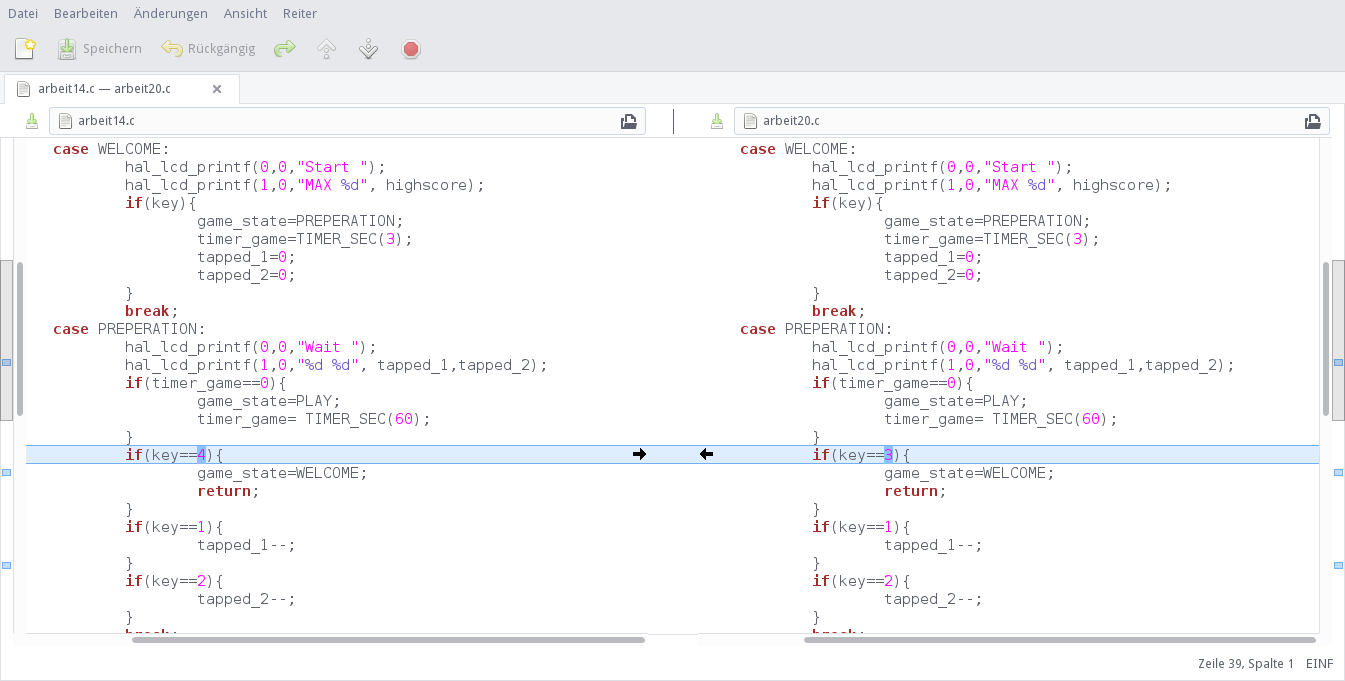 Datei Bearbeiten Änderungen Ansicht Reiter
Speichern Rückgängig
arbeit14.c — arbeit20.c
arbeit14.c
case WELCOME:
hal_lcd_printf(0,0,"Start ");
hal_lcd_printf(1,0,"MAX %d", highscore);
if(key){
game_state=PREPERATION;
timer_game=TIMER_SEC(3);
tapped_1=0;
tapped_2=0;
}
break;
case PREPERATION:
hal_lcd_printf(0,0,"Wait ");
hal_lcd_printf(1,0,"%d %d", tapped_1,tapped_2);
if(timer_game==0){
game_state=PLAY;
timer_game= TIMER_SEC(60);
}
if(key==4){
game_state=WELCOME;
return;
}
if(key==1){
tapped_1--;
}
if(key==2){
tapped_2--;
}
break;
arbeit20.c
case WELCOME:
hal_lcd_printf(0,0,"Start ");
hal_lcd_printf(1,0,"MAX %d", highscore);
if(key){
game_state=PREPERATION;
timer_game=TIMER_SEC(3);
tapped_1=0;
tapped_2=0;
}
break;
case PREPERATION:
hal_lcd_printf(0,0,"Wait ");
hal_lcd_printf(1,0,"%d %d", tapped_1,tapped_2);
if(timer_game==0){
game_state=PLAY;
timer_game= TIMER_SEC(60);
}
if(key==3){
game_state=WELCOME;
return;
}
if(key==1){
tapped_1--;
}
if(key==2){
tapped_2--;
}
break;
Zeile 39, Spalte 1 EINF